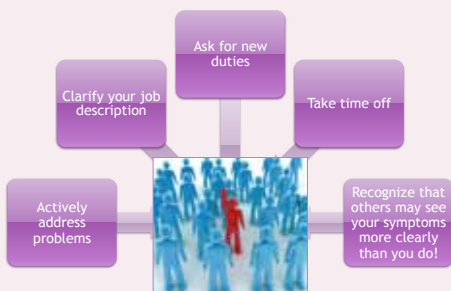 Ask for new
duties
Clarify your job
description
Take time off
Actively
address
problems
Recognize that
others may see
your symptoms
more clearly
than you do!